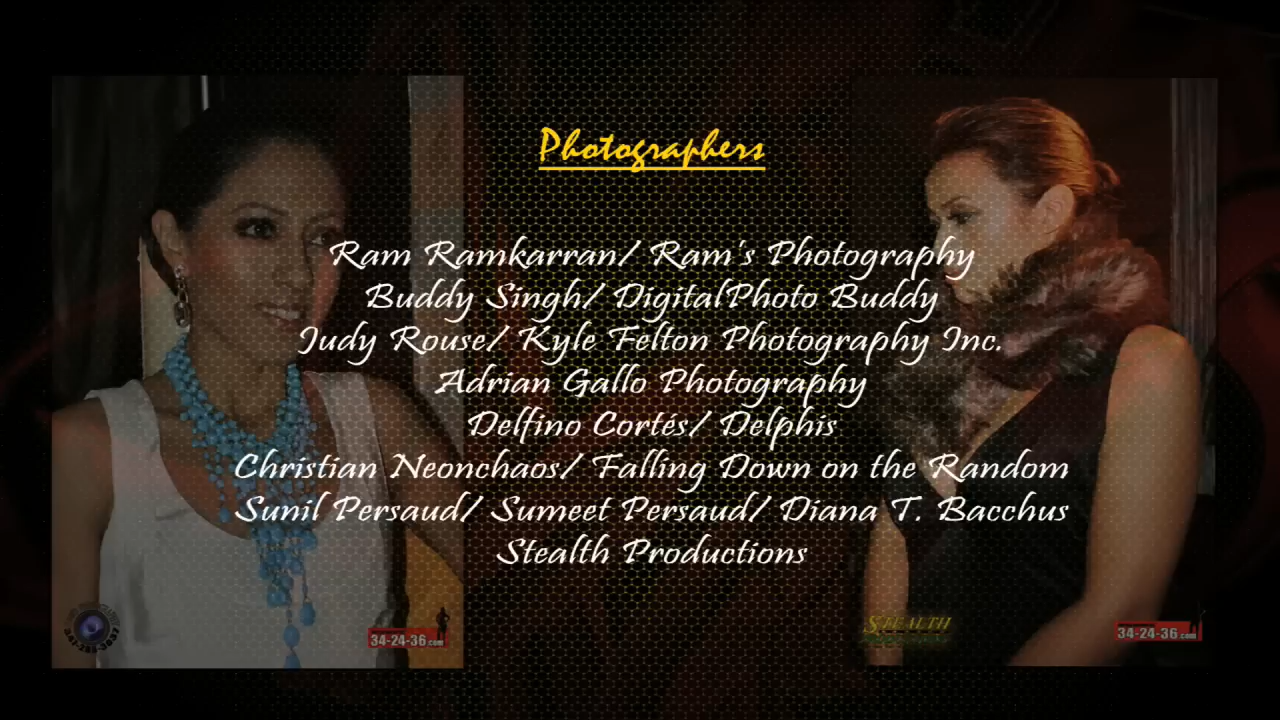 Photographers
Ram Ramkarran/ Ram's Photography
Buddy Singh/ DigitalPhoto Buddy
Judy Rouse/ Kyle Felton Photography Inc.
Adrian Gallo Photography
Delfino Cortés/ Delphis
Christian Neonchaos/ Falling Down on the Random
Sunil Persaud/ Sumeet Persaud/ Diana T. Bacchus
Stealth Productions
34-24-36.com
STEALTH
34-24-36.com